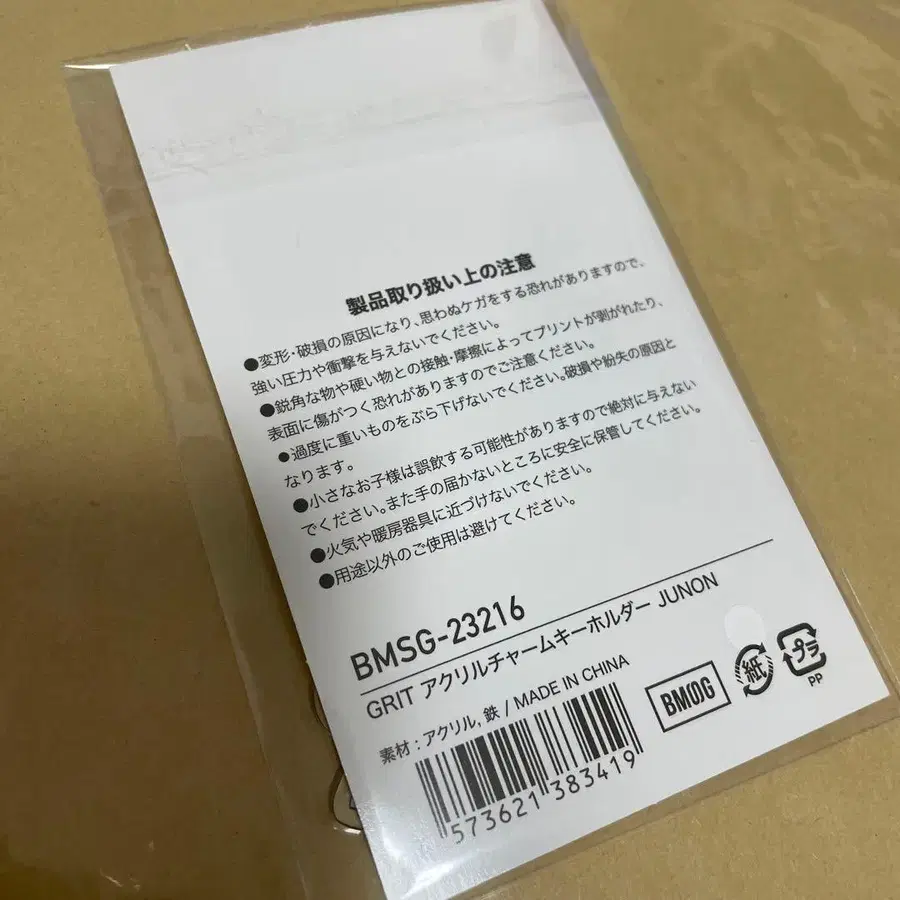 製品取り扱い上の注意
●変形・破損の原因になり、思わぬケガをする恐れがありますので、
強い圧力や衝撃を与えないでください。
●鋭角な物や硬い物との接触・摩擦によってプリントが剥がれたり、
表面に傷がつく恐れがありますのでご注意ください。
●過度に重いものをぶら下げないでください。破損や紛失の原因と
なります。
●小さなお子様は誤飲する可能性がありますので絶対に与えない
でください。また手の届かないところに安全に保管してください。
●火気や暖房器具に近づけないでください。
●用途以外のご使用は避けてください。
BMSG-23216
GRIT アクリルチャームキーホルダー JUNON
素材 : アクリル, 鉄 / MADE IN CHINA
573621 383419
BMSG
紙
プラ
PP